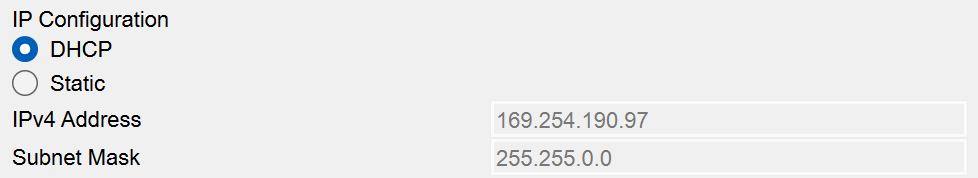 IP Configuration
DHCP
Static
IPv4 Address 169.254.190.97
Subnet Mask 255.255.0.0